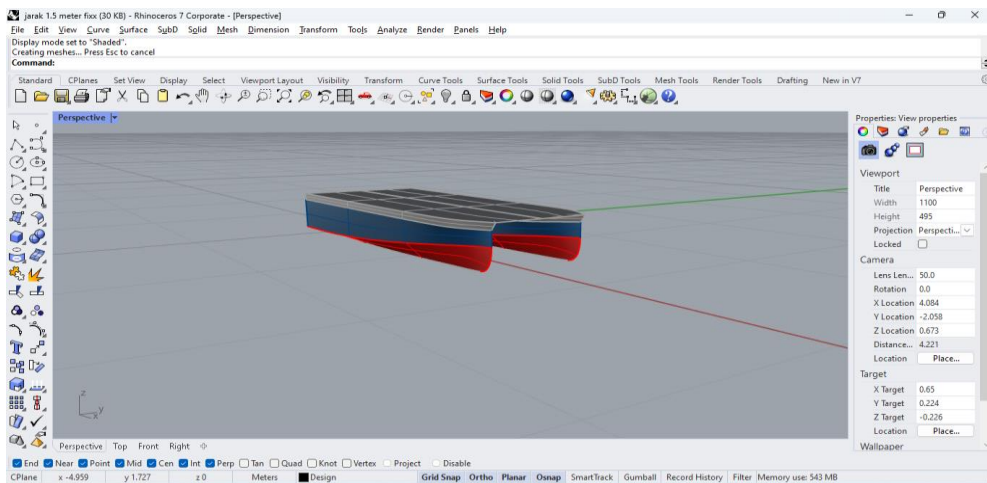 jarak 1.5 meter fixx (30 KB) - Rhinoceros 7 Corporate - [Perspective]
File Edit View Curve Surface SubD Solid Mesh Dimension Transform Tools Analyze Render Panels Help
Display mode set to "Shaded".
Creating meshes... Press Esc to cancel
Command:
Standard CPlanes Set View Display Select Viewport Layout Visibility Transform Curve Tools Surface Tools Solid Tools SubD Tools Mesh Tools Render Tools Drafting New in V7
Perspective
Properties: View properties
Viewport
Title Perspective
Width 1100
Height 495
Projection Perspecti...
Locked
Camera
Lens Len... 50.0
Rotation 0.0
X Location 4.084
Y Location -2.058
Z Location 0.673
Distance... 4.221
Location Place...
Target
X Target 0.65
Y Target 0.224
Z Target -0.226
Location Place...
Wallpaper
z
y
x
Perspective Top Front Right
End Near Point Mid Cen Int Perp Tan Quad Knot Vertex Project Disable
CPlane x -4.959 y 1.727 z 0 Meters Design Grid Snap Ortho Planar Osnap SmartTrack Gumball Record History Filter Memory use: 543 MB